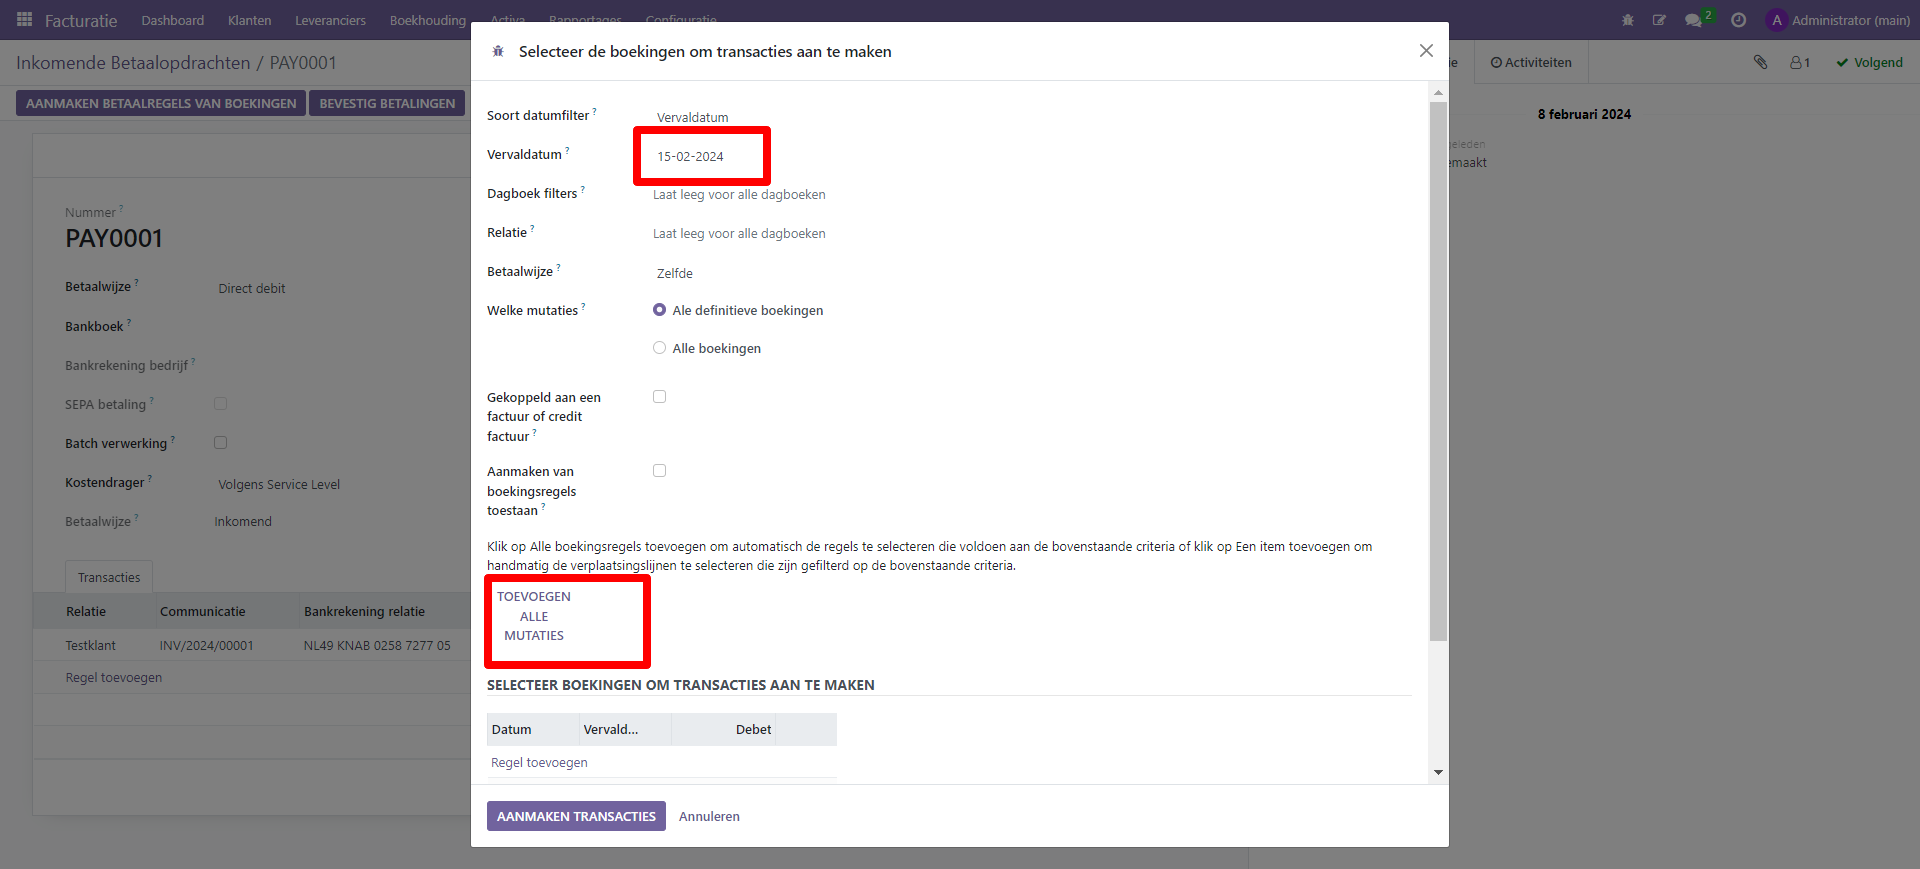 Facturatie Dashboard Klanten Leveranciers Boekhouding Activa Rapportages Configuratie 2 A Administrator (main)
Inkomende Betaalopdrachten / PAY0001
Activiteiten 1 Volgend
AANMAKEN BETAALREGELS VAN BOEKINGEN BEVESTIG BETALINGEN
8 februari 2024
geleden
emaakt
Nummer ?
PAY0001
Betaalwijze ? Direct debit
Bankboek ?
Bankrekening bedrijf ?
SEPA betaling ?
Batch verwerking ?
Kostendrager ? Volgens Service Level
Betaalwijze ? Inkomend
Transacties
Relatie Communicatie Bankrekening relatie
Testklant INV/2024/00001 NL49 KNAB 0258 7277 05
Regel toevoegen
Selecteer de boekingen om transacties aan te maken
Soort datumfilter ? Vervaldatum
Vervaldatum ? 15-02-2024
Dagboek filters ? Laat leeg voor alle dagboeken
Relatie ? Laat leeg voor alle dagboeken
Betaalwijze ? Zelfde
Welke mutaties ? Ale definitieve boekingen
Alle boekingen
Gekoppeld aan een
factuur of credit
factuur ?
Aanmaken van
boekingsregels
toestaan ?
Klik op Alle boekingsregels toevoegen om automatisch de regels te selecteren die voldoen aan de bovenstaande criteria of klik op Een item toevoegen om
handmatig de verplaatsingslijnen te selecteren die zijn gefilterd op de bovenstaande criteria.
TOEVOEGEN
ALLE
MUTATIES
SELECTEER BOEKINGEN OM TRANSACTIES AAN TE MAKEN
Datum Vervald... Debet
Regel toevoegen
AANMAKEN TRANSACTIES Annuleren